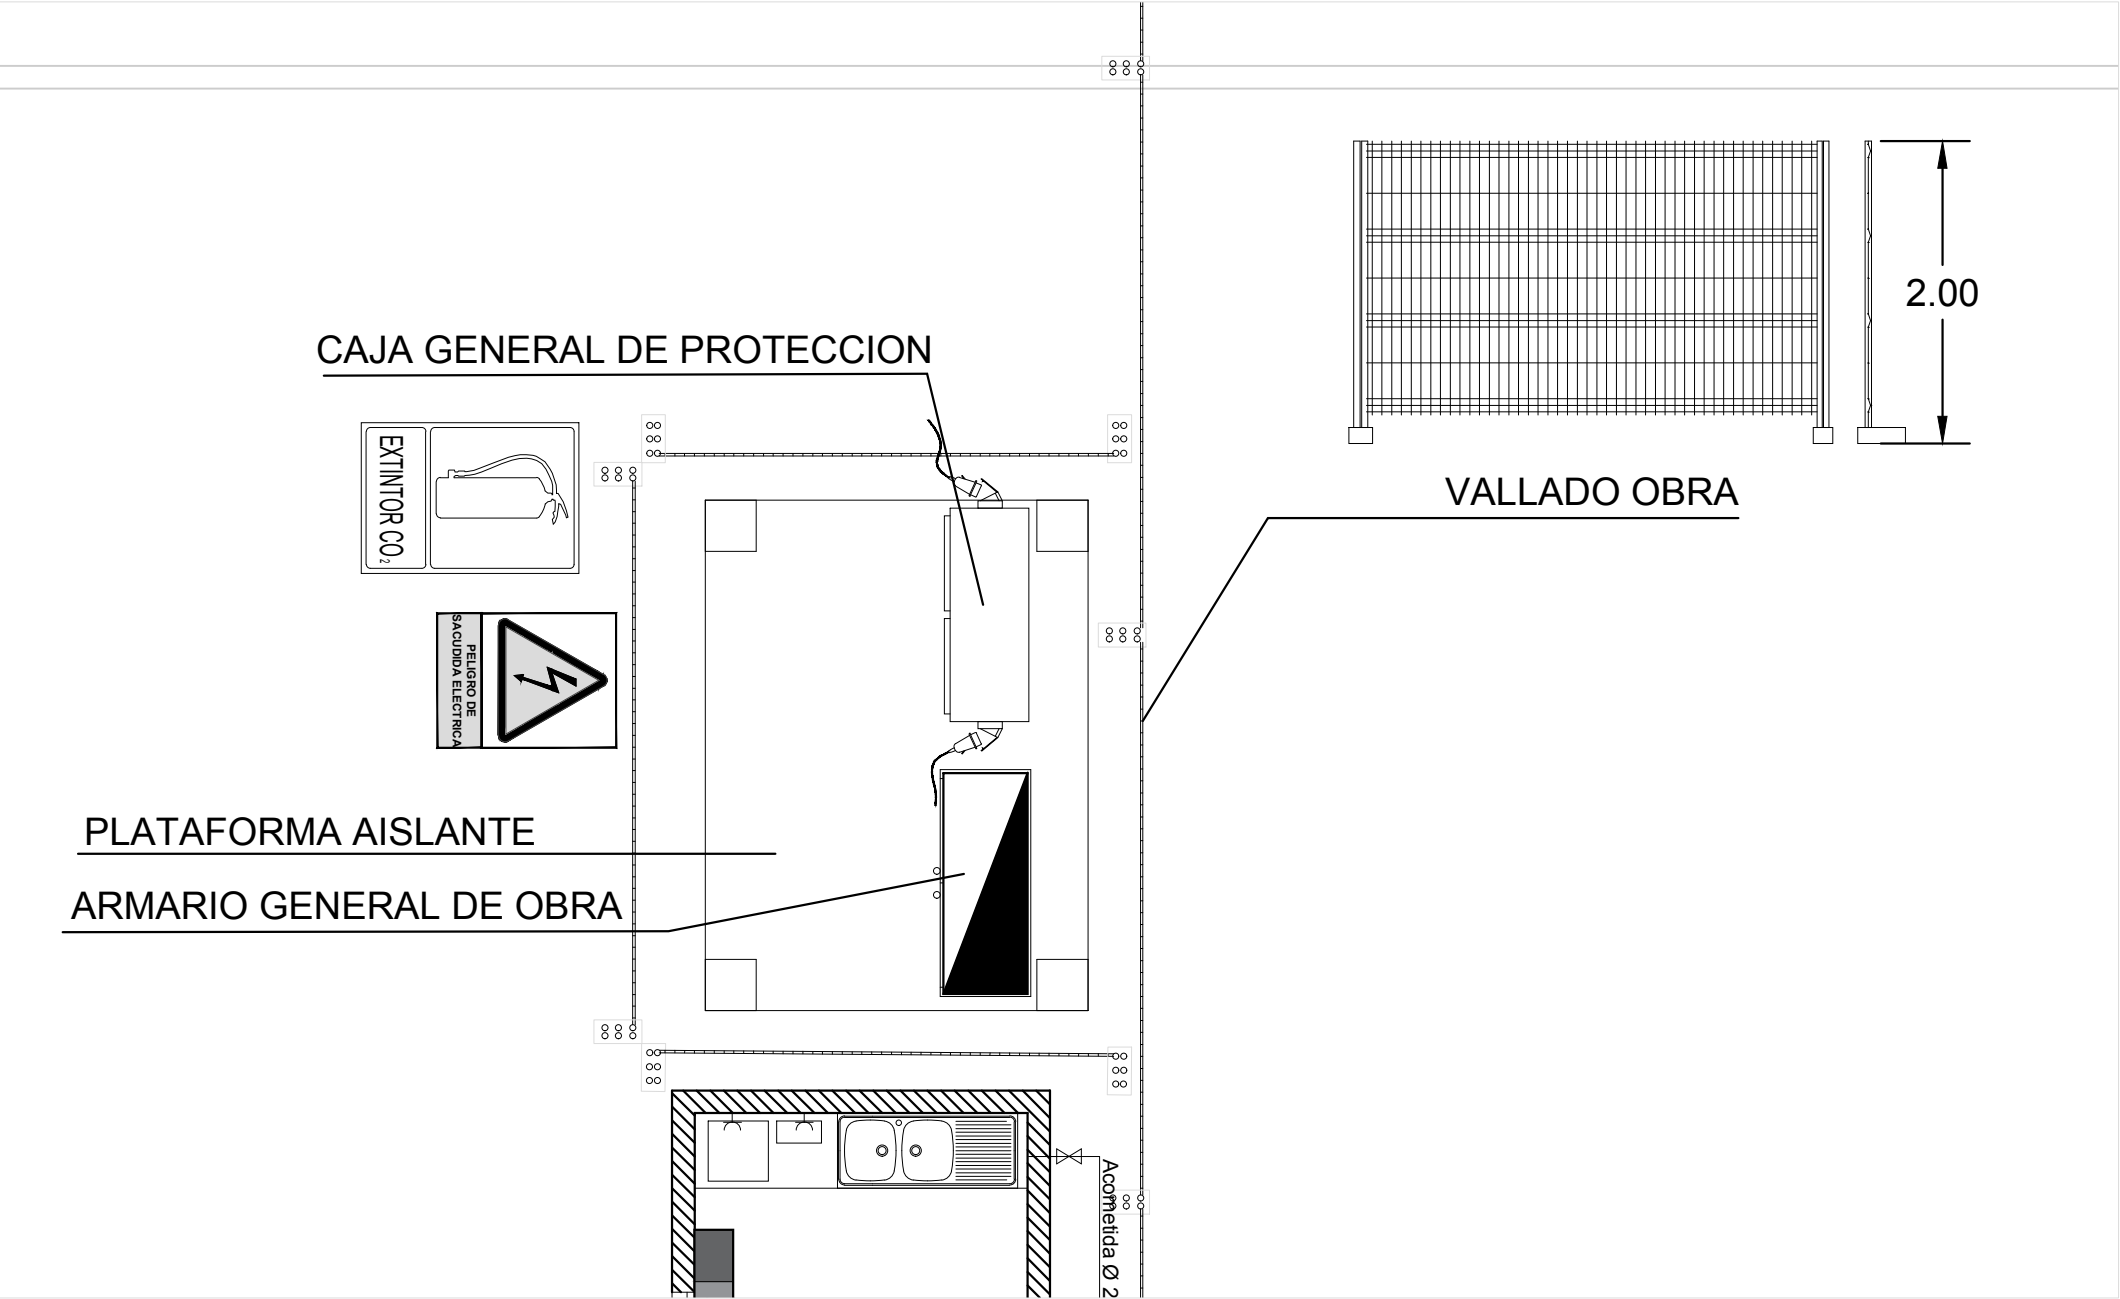 2.00
CAJA GENERAL DE PROTECCION
EXTINTOR CO₂
VALLADO OBRA
PELIGRO DE
SACUDIDA ELECTRICA
PLATAFORMA AISLANTE
ARMARIO GENERAL DE OBRA
Acometida Ø 2